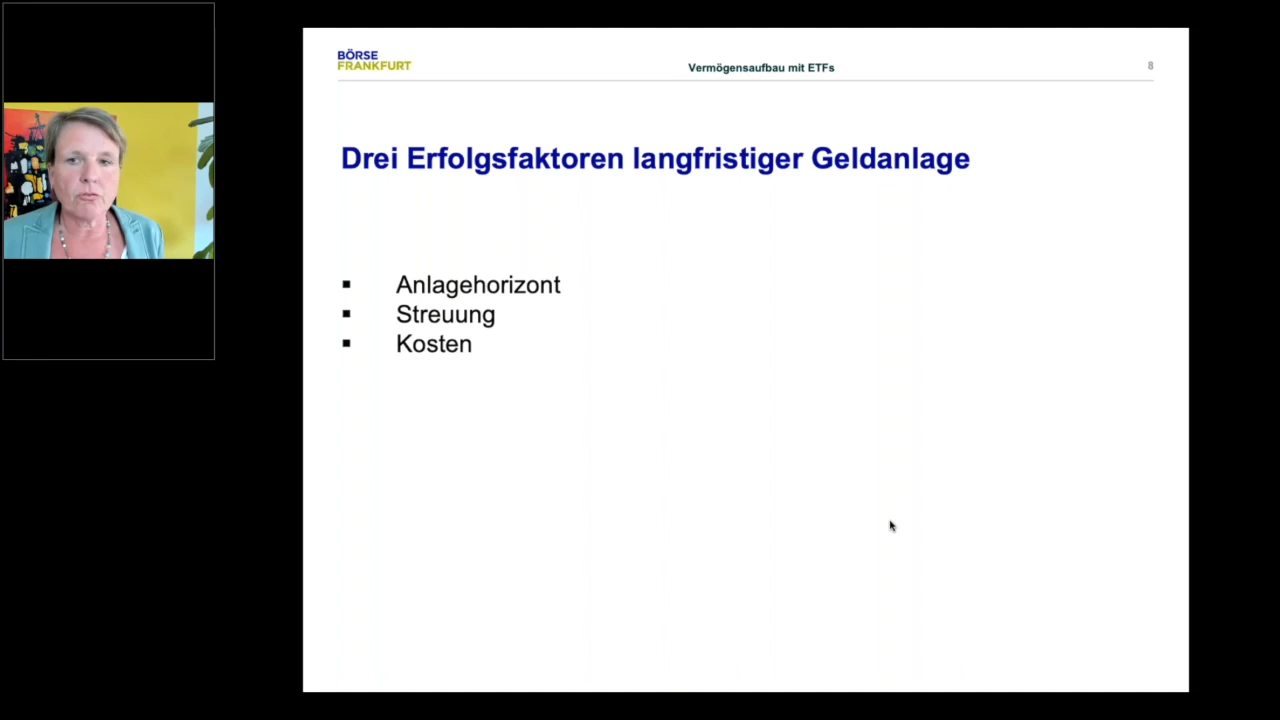 BÖRSE
FRANKFURT
Vermögensaufbau mit ETFs
8
Drei Erfolgsfaktoren langfristiger Geldanlage
▪ Anlagehorizont
▪ Streuung
▪ Kosten